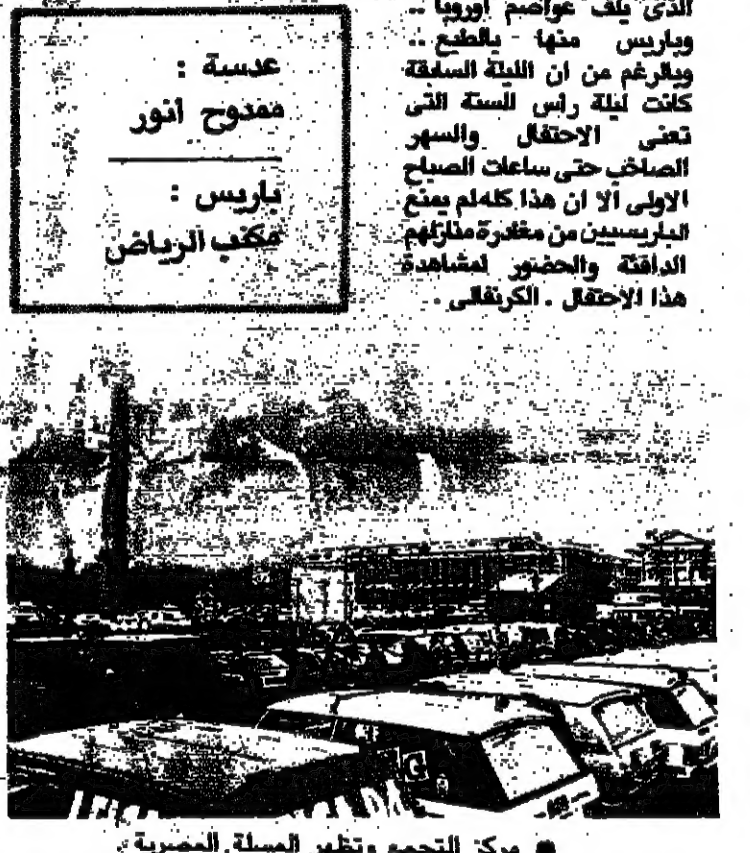 الذى يلف عواصم اوروبا ..
وباريس منها - بالطبع ..
وبالرغم من ان الليلة السابقة
كانت ليلة راس السنة التى
تعنى الاحتفال والسهر
الصاخب حتى ساعات الصباح
الاولى الا ان هذا كله لم يمنع
الباريسيين من مغادرة منازلهم
الدافئة والحضور لمشاهدة
هذا الاحتفال . الكرنفالى .
عدسة :
ممدوح أنور
باريس :
مكتب الرياض
● مركز التجمع وتظهر المسلة المصرية